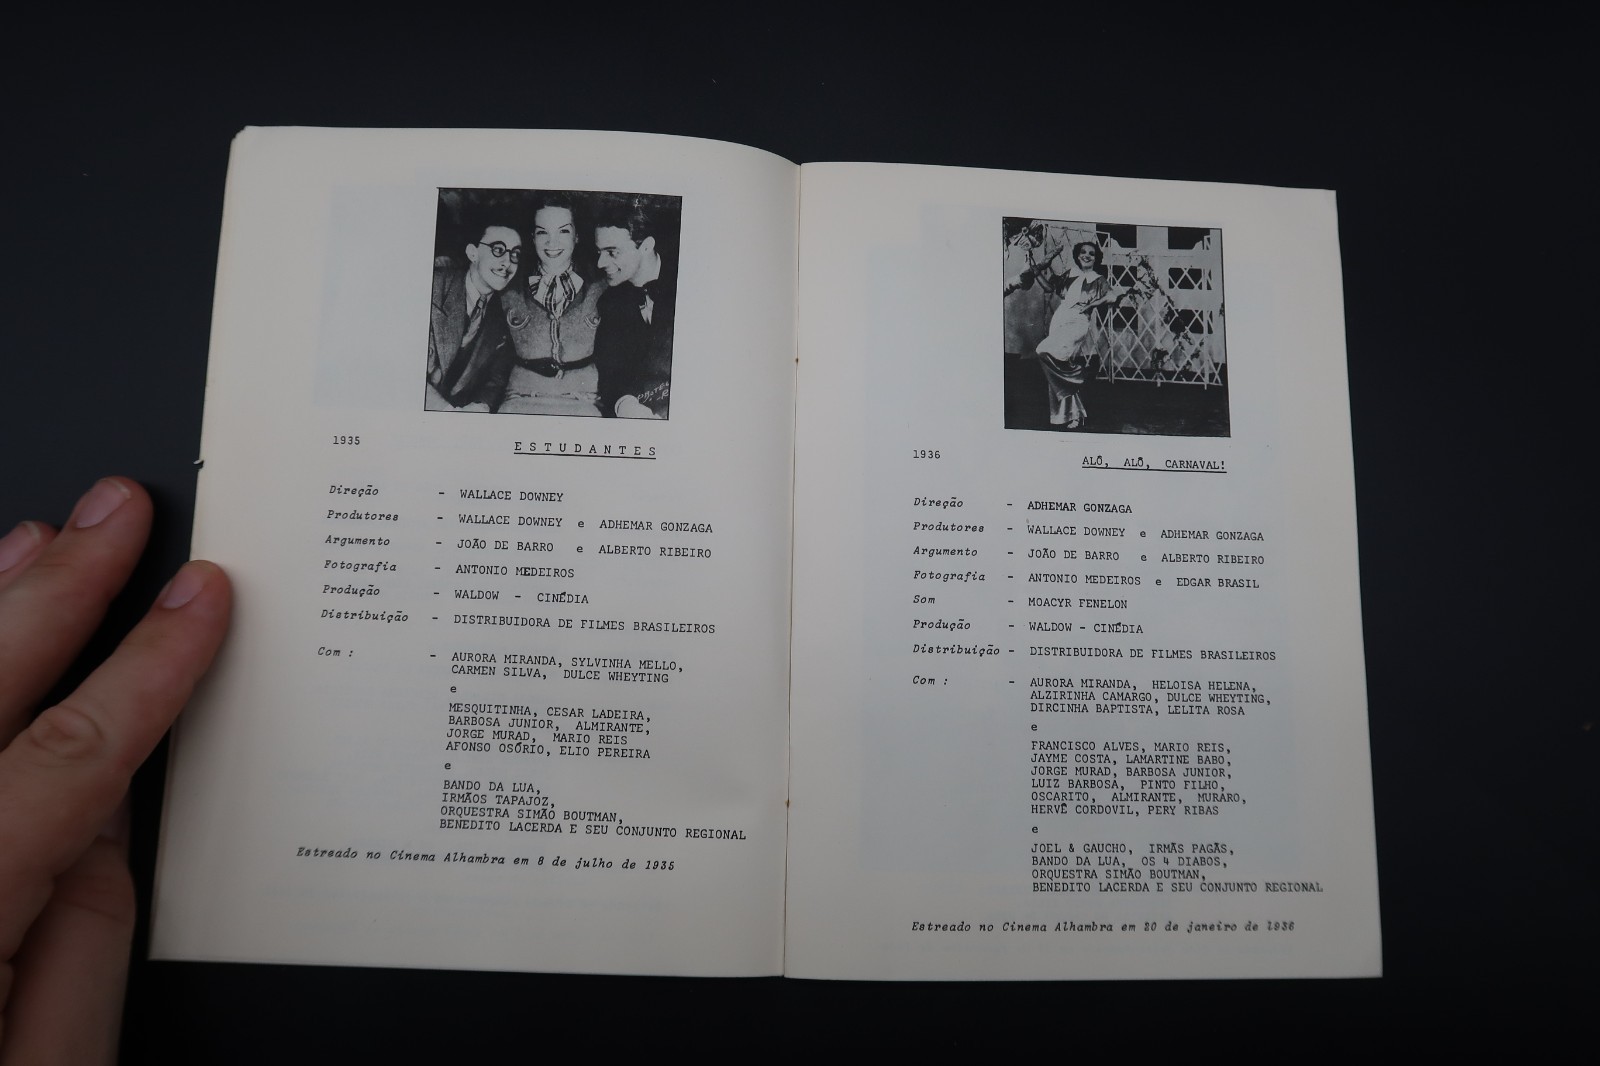 1935
ESTUDANTES
Direção - WALLACE DOWNEY
Produtores - WALLACE DOWNEY e ADHEMAR GONZAGA
Argumento - JOÃO DE BARRO e ALBERTO RIBEIRO
Fotografia - ANTONIO MEDEIROS
Produção - WALDOW - CINÉDIA
Distribuição - DISTRIBUIDORA DE FILMES BRASILEIROS
Com : - AURORA MIRANDA, SYLVINHA MELLO,
CARMEN SILVA, DULCE WHEYTING
e
MESQUITINHA, CESAR LADEIRA,
BARBOSA JUNIOR, ALMIRANTE,
JORGE MURAD, MARIO REIS
AFONSO OSÓRIO, ELIO PEREIRA
e
BANDO DA LUA,
IRMÃOS TAPAJOZ,
ORQUESTRA SIMÃO BOUTMAN,
BENEDITO LACERDA E SEU CONJUNTO REGIONAL
Estreado no Cinema Alhambra em 8 de julho de 1935
1936
ALÔ, ALÔ, CARNAVAL!
Direção - ADHEMAR GONZAGA
Produtores - WALLACE DOWNEY e ADHEMAR GONZAGA
Argumento - JOÃO DE BARRO e ALBERTO RIBEIRO
Fotografia - ANTONIO MEDEIROS e EDGAR BRASIL
Som - MOACYR FENELON
Produção - WALDOW - CINÉDIA
Distribuição - DISTRIBUIDORA DE FILMES BRASILEIROS
Com : - AURORA MIRANDA, HELOISA HELENA,
ALZIRINHA CAMARGO, DULCE WHEYTING,
DIRCINHA BAPTISTA, LELITA ROSA
e
FRANCISCO ALVES, MARIO REIS,
JAYME COSTA, LAMARTINE BABO,
JORGE MURAD, BARBOSA JUNIOR,
LUIZ BARBOSA, PINTO FILHO,
OSCARITO, ALMIRANTE, MURARO,
HERVÊ CORDOVIL, PERY RIBAS
e
JOEL & GAUCHO, IRMÃS PAGÃS,
BANDO DA LUA, OS 4 DIABOS,
ORQUESTRA SIMÃO BOUTMAN,
BENEDITO LACERDA E SEU CONJUNTO REGIONAL
Estreado no Cinema Alhambra em 20 de janeiro de 1936